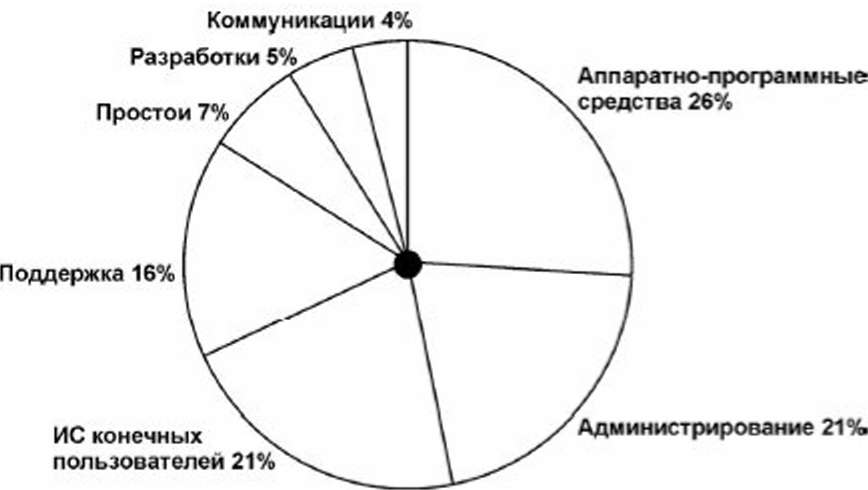 Коммуникации 4%
Разработки 5%
Простои 7%
Поддержка 16%
ИС конечных
пользователей 21%
Аппаратно-программные
средства 26%
Администрирование 21%